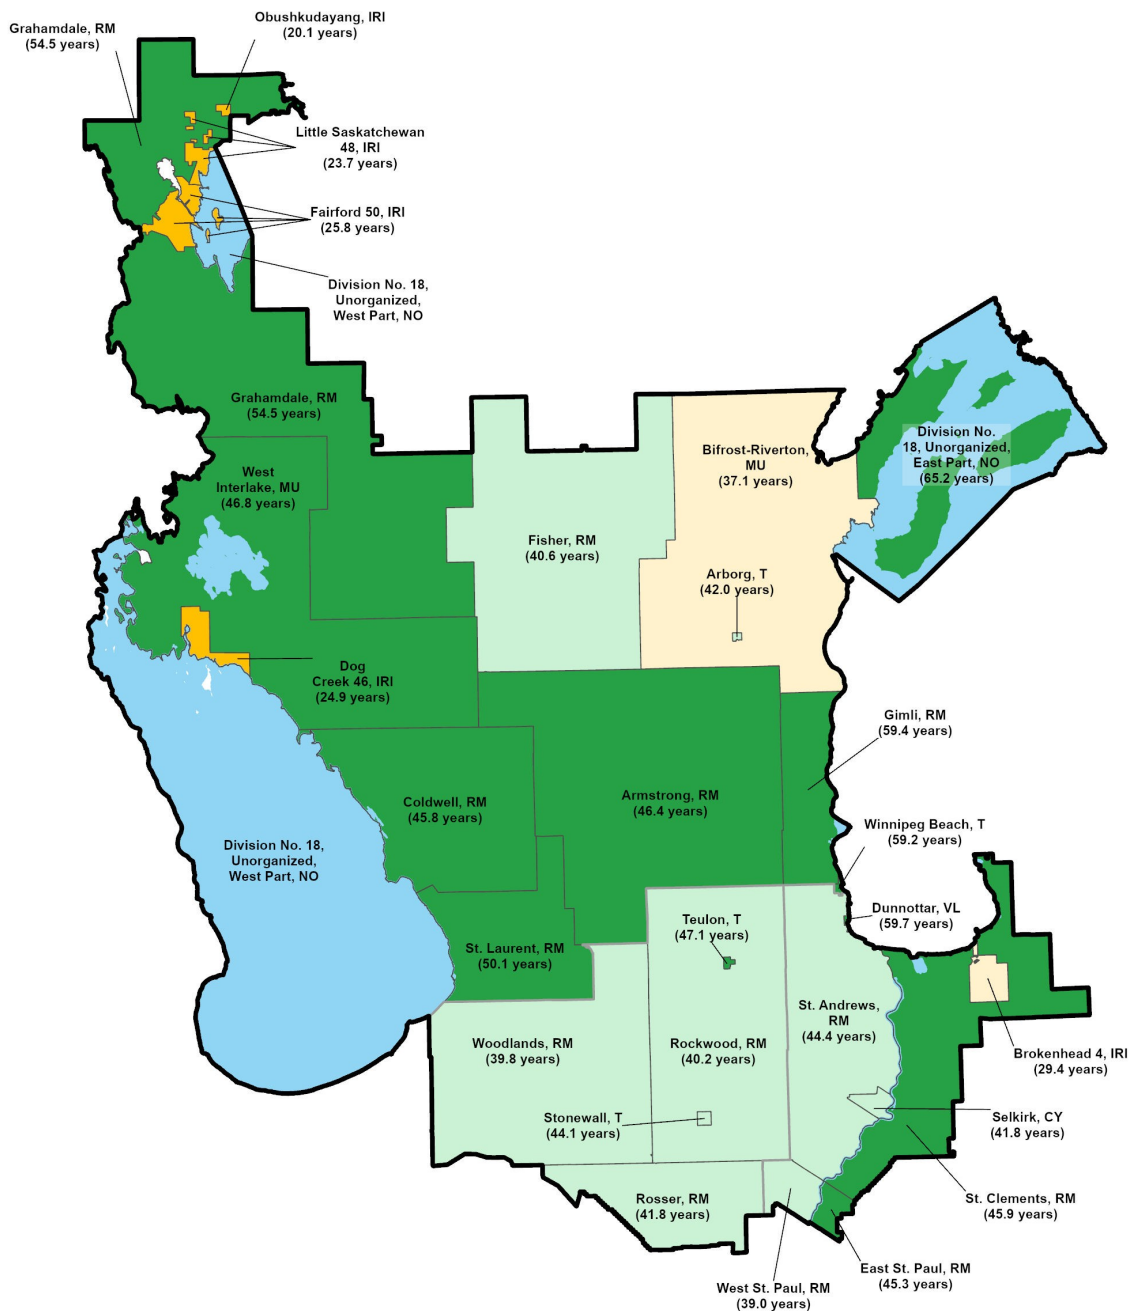 Obushkudayang, IRI
(20.1 years)
Grahamdale, RM
(54.5 years)
Little Saskatchewan
48, IRI
(23.7 years)
Fairford 50, IRI
(25.8 years)
Division No. 18,
Unorganized,
West Part, NO
Grahamdale, RM
(54.5 years)
West
Interlake, MU
(46.8 years)
Bifrost-Riverton,
MU
(37.1 years)
Division No.
18, Unorganized,
East Part, NO
(65.2 years)
Fisher, RM
(40.6 years)
Arborg, T
(42.0 years)
Dog
Creek 46, IRI
(24.9 years)
Gimli, RM
(59.4 years)
Coldwell, RM
(45.8 years)
Armstrong, RM
(46.4 years)
Winnipeg Beach, T
(59.2 years)
Division No. 18,
Unorganized,
West Part, NO
Dunnottar, VL
(59.7 years)
Teulon, T
(47.1 years)
St. Laurent, RM
(50.1 years)
St. Andrews,
RM
(44.4 years)
Woodlands, RM
(39.8 years)
Rockwood, RM
(40.2 years)
Brokenhead 4, IRI
(29.4 years)
Stonewall, T
(44.1 years)
Selkirk, CY
(41.8 years)
Rosser, RM
(41.8 years)
St. Clements, RM
(45.9 years)
East St. Paul, RM
(45.3 years)
West St. Paul, RM
(39.0 years)